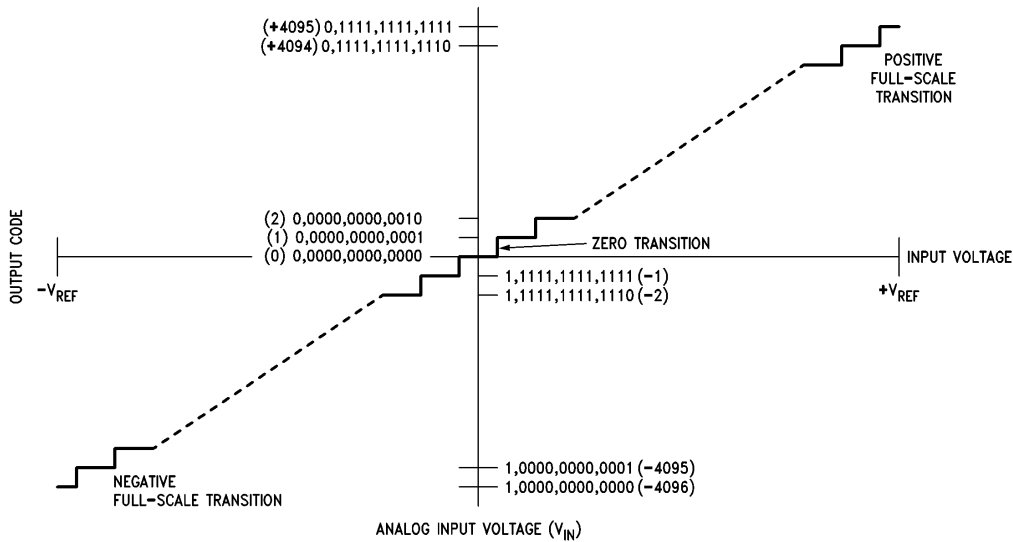 (+4095) 0,1111,1111,1111
(+4094) 0,1111,1111,1110
POSITIVE
FULL–SCALE
TRANSITION
(2) 0,0000,0000,0010
(1) 0,0000,0000,0001
(0) 0,0000,0000,0000
ZERO TRANSITION
OUTPUT CODE
INPUT VOLTAGE
–VREF
+VREF
1,1111,1111,1111 (–1)
1,1111,1111,1110 (–2)
1,0000,0000,0001 (–4095)
1,0000,0000,0000 (–4096)
NEGATIVE
FULL–SCALE TRANSITION
ANALOG INPUT VOLTAGE (VIN)